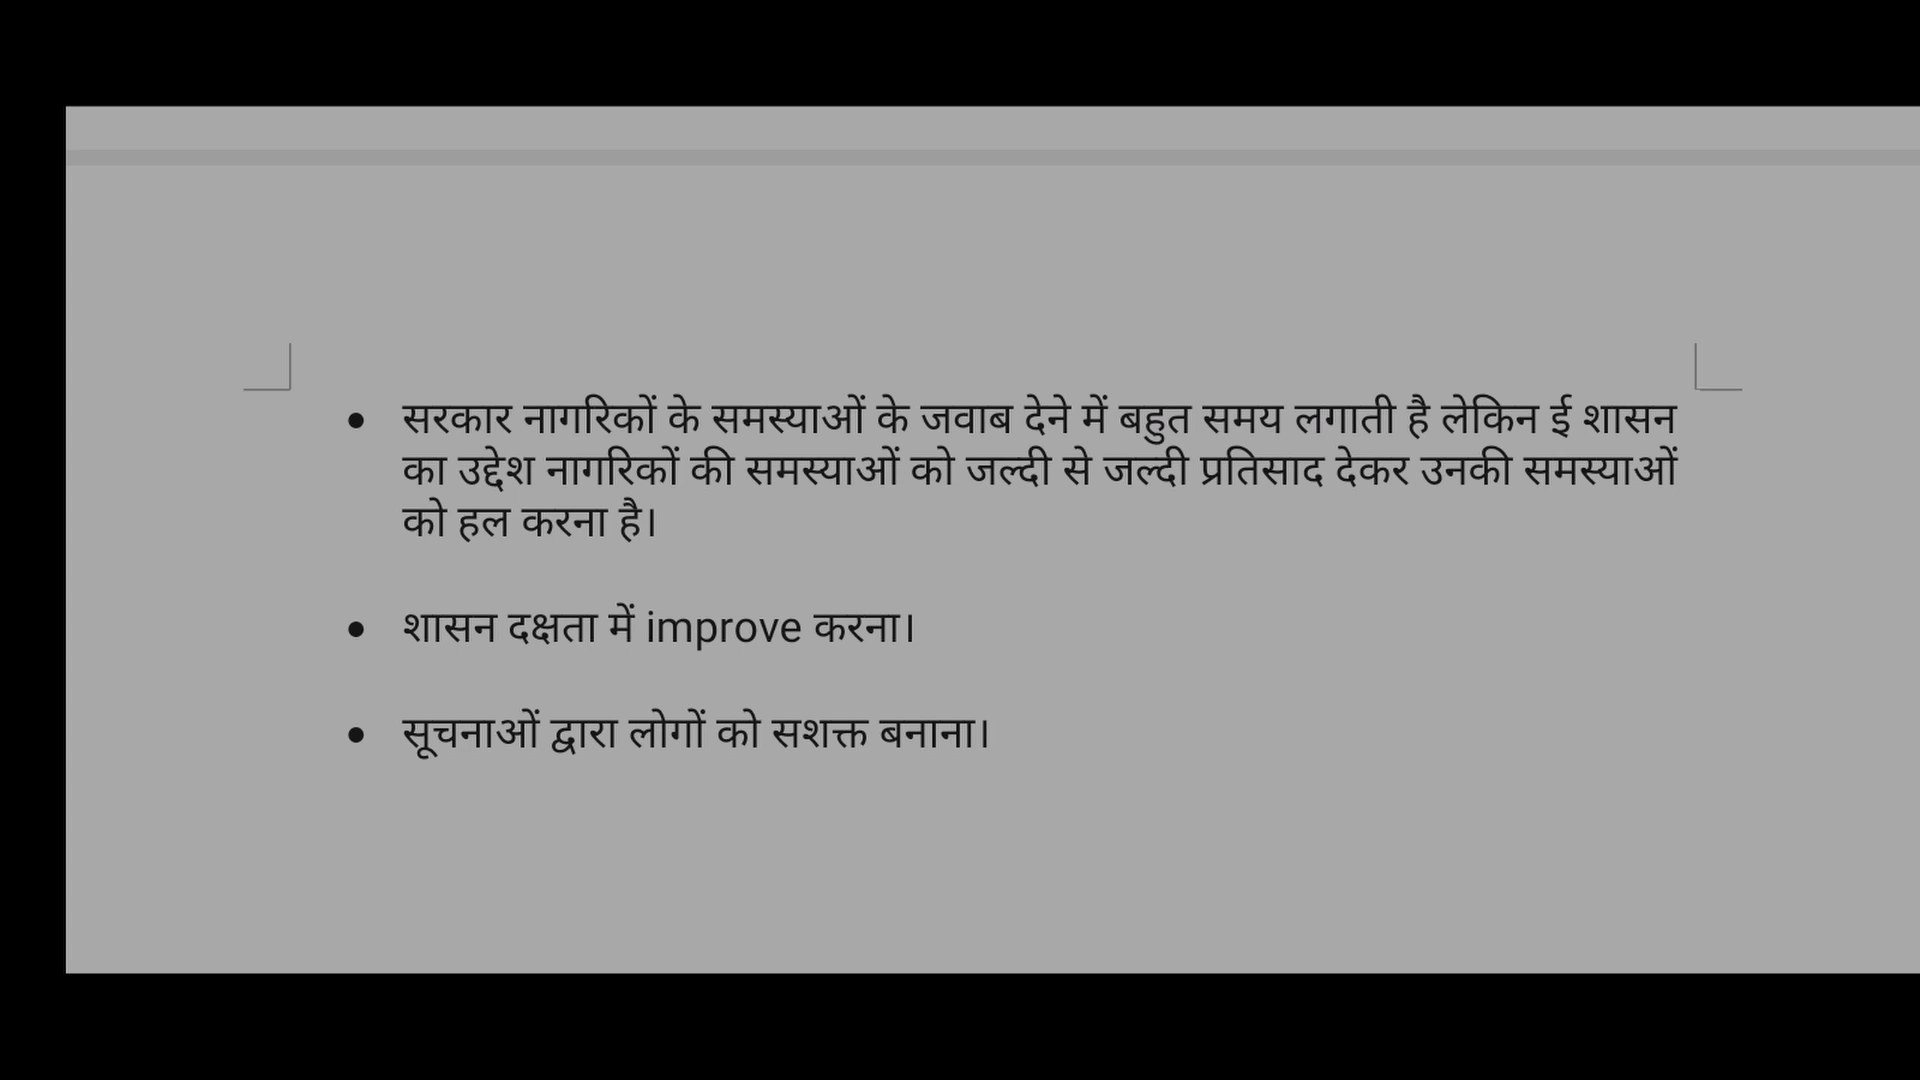 • सरकार नागरिकों के समस्याओं के जवाब देने में बहुत समय लगाती है लेकिन ई शासन
का उद्देश नागरिकों की समस्याओं को जल्दी से जल्दी प्रतिसाद देकर उनकी समस्याओं
को हल करना है।
• शासन दक्षता में improve करना।
• सूचनाओं द्वारा लोगों को सशक्त बनाना।